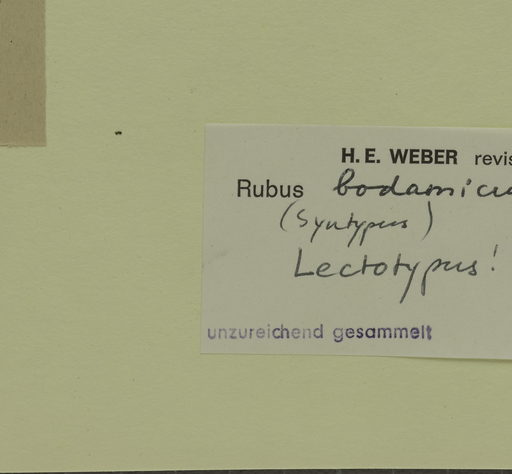 H. E. WEBER revis
Rubus bodamicu
(Syntypus)
Lectotypus!
unzureichend gesammelt